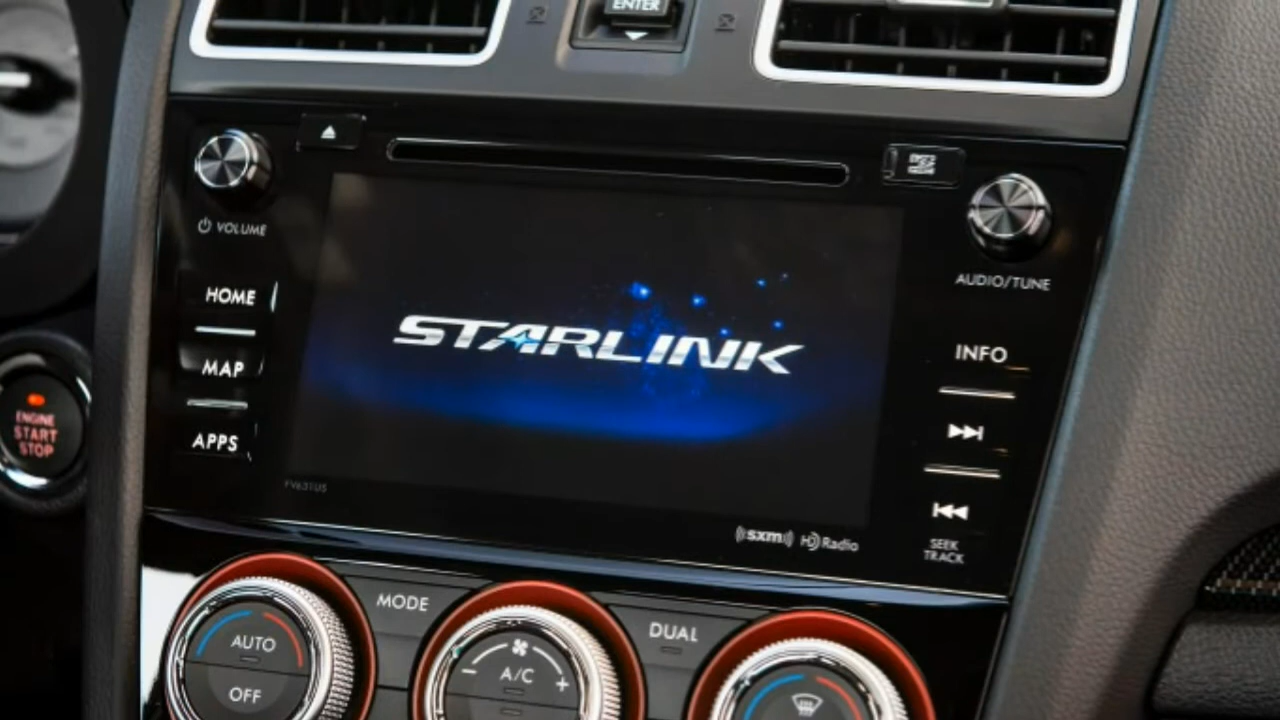 ENTER
VOLUME
AUDIO/TUNE
HOME
MAP
APPS
STARLINK
INFO
SEEK
TRACK
ENGINE
START
STOP
FV631US
sxm HD Radio
MODE
DUAL
AUTO
OFF
A/C